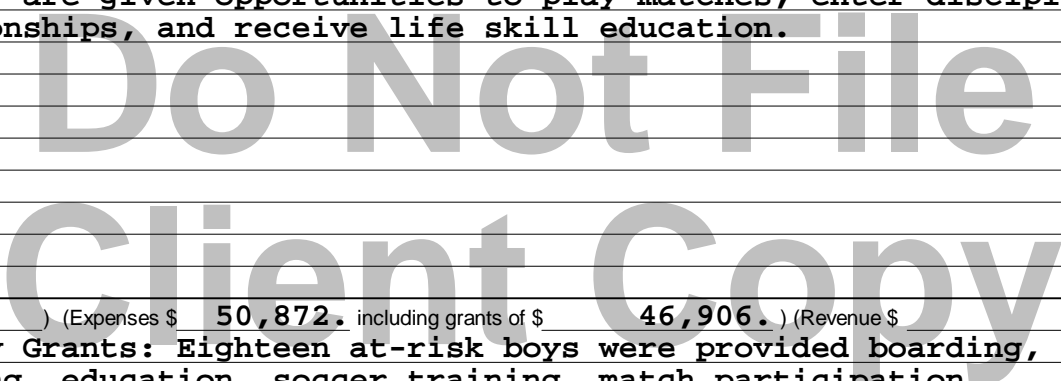 are given opportunities to play matches, enter discipl
onships, and receive life skill education.
Do Not File
Client Copy
) (Expenses $ 50,872. including grants of $ 46,906. ) (Revenue $
Grants: Eighteen at-risk boys were provided boarding,
education, soccer training, match participation